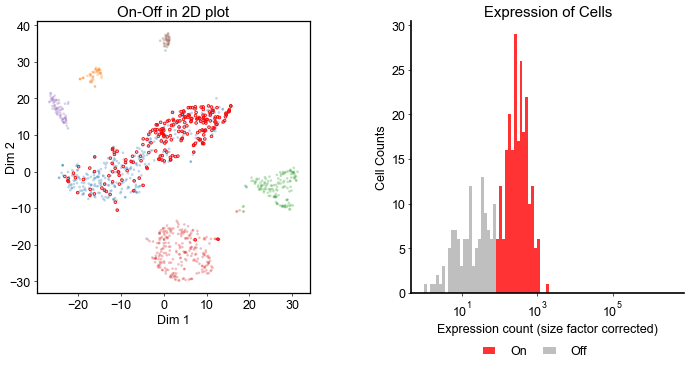 On-Off in 2D plot
Dim 2
40
30
20
10
0
−10
−20
−30
−20 −10 0 10 20 30
Dim 1
Expression of Cells
Cell Counts
30
25
20
15
10
5
0
10^1 10^3 10^5
Expression count (size factor corrected)
On Off